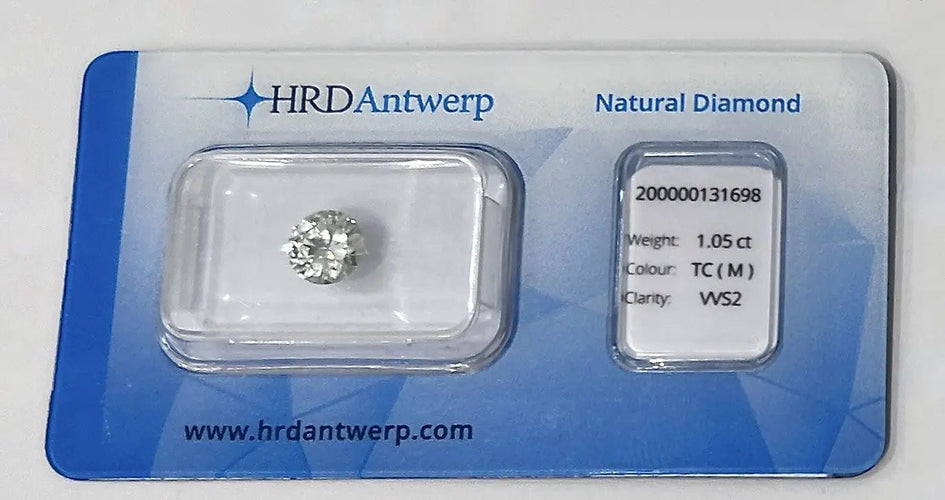 HRDAntwerp
Natural Diamond
200000131698
Weight: 1.05 ct
Colour: TC ( M )
Clarity: VVS2
www.hrdantwerp.com